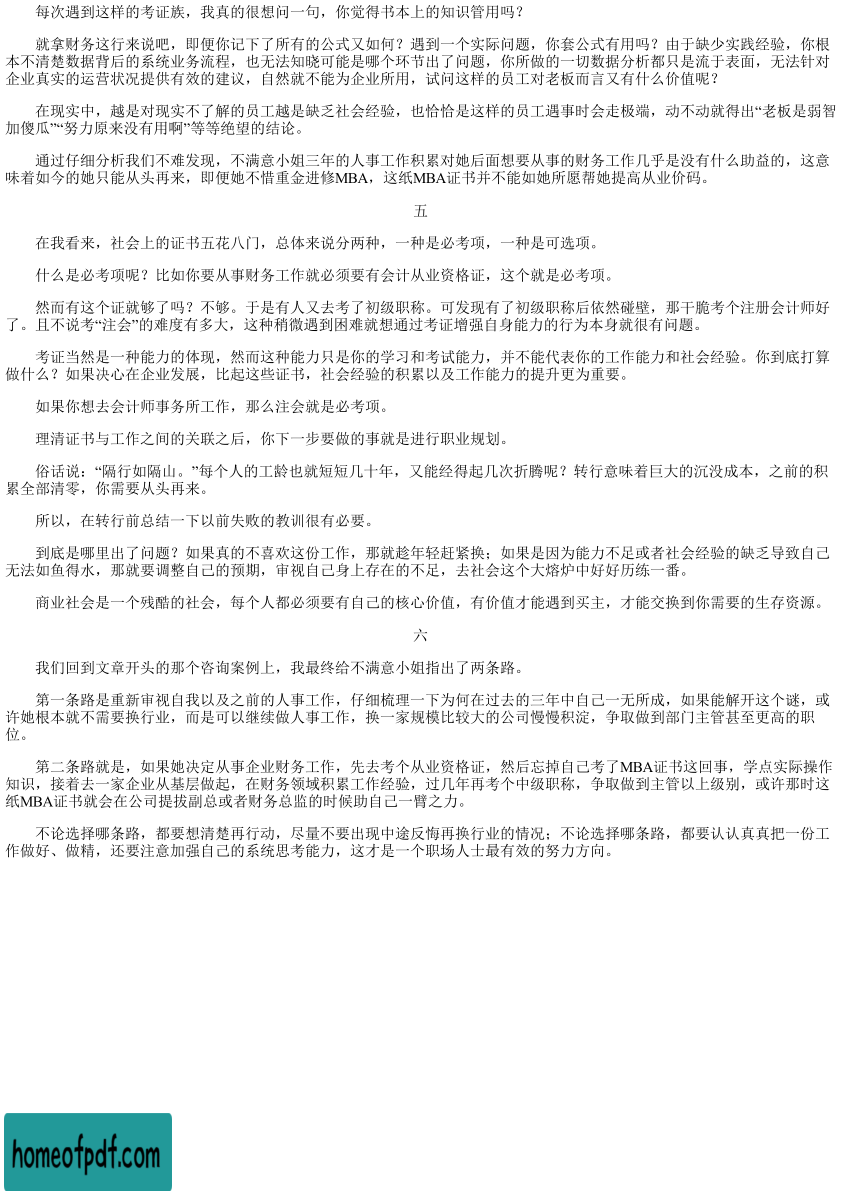 每次遇到这样的考证族，我真的很想问一句，你觉得书本上的知识管用吗？
就拿财务这行来说吧，即便你记下了所有的公式又如何？遇到一个实际问题，你套公式有用吗？由于缺少实践经验，你根
本不清楚数据背后的系统业务流程，也无法知晓可能是哪个环节出了问题，你所做的一切数据分析都只是流于表面，无法针对
企业真实的运营状况提供有效的建议，自然就不能为企业所用，试问这样的员工对老板而言又有什么价值呢？
在现实中，越是对现实不了解的员工越是缺乏社会经验，也恰恰是这样的员工遇事时会走极端，动不动就得出“老板是弱智
加傻瓜”“努力原来没有用啊”等等绝望的结论。
通过仔细分析我们不难发现，不满意小姐三年的人事工作积累对她后面想要从事的财务工作几乎是没有什么助益的，这意
味着如今的她只能从头再来，即便她不惜重金进修MBA，这纸MBA证书并不能如她所愿帮她提高从业价码。
五
在我看来，社会上的证书五花八门，总体来说分两种，一种是必考项，一种是可选项。
什么是必考项呢？比如你要从事财务工作就必须要有会计从业资格证，这个就是必考项。
然而有这个证就够了吗？不够。于是有人又去考了初级职称。可发现有了初级职称后依然碰壁，那干脆考个注册会计师好
了。且不说考“注会”的难度有多大，这种稍微遇到困难就想通过考证增强自身能力的行为本身就很有问题。
考证当然是一种能力的体现，然而这种能力只是你的学习和考试能力，并不能代表你的工作能力和社会经验。你到底打算
做什么？如果决心在企业发展，比起这些证书，社会经验的积累以及工作能力的提升更为重要。
如果你想去会计师事务所工作，那么注会就是必考项。
理清证书与工作之间的关联之后，你下一步要做的事就是进行职业规划。
俗话说：“隔行如隔山。”每个人的工龄也就短短几十年，又能经得起几次折腾呢？转行意味着巨大的沉没成本，之前的积
累全部清零，你需要从头再来。
所以，在转行前总结一下以前失败的教训很有必要。
到底是哪里出了问题？如果真的不喜欢这份工作，那就趁年轻赶紧换；如果是因为能力不足或者社会经验的缺乏导致自己
无法如鱼得水，那就要调整自己的预期，审视自己身上存在的不足，去社会这个大熔炉中好好历练一番。
商业社会是一个残酷的社会，每个人都必须要有自己的核心价值，有价值才能遇到买主，才能交换到你需要的生存资源。
六
我们回到文章开头的那个咨询案例上，我最终给不满意小姐指出了两条路。
第一条路是重新审视自我以及之前的人事工作，仔细梳理一下为何在过去的三年中自己一无所成，如果能解开这个谜，或
许她根本就不需要换行业，而是可以继续做人事工作，换一家规模比较大的公司慢慢积淀，争取做到部门主管甚至更高的职
位。
第二条路就是，如果她决定从事企业财务工作，先去考个从业资格证，然后忘掉自己考了MBA证书这回事，学点实际操作
知识，接着去一家企业从基层做起，在财务领域积累工作经验，过几年再考个中级职称，争取做到主管以上级别，或许那时这
纸MBA证书就会在公司提拔副总或者财务总监的时候助自己一臂之力。
不论选择哪条路，都要想清楚再行动，尽量不要出现中途反悔再换行业的情况；不论选择哪条路，都要认认真真把一份工
作做好、做精，还要注意加强自己的系统思考能力，这才是一个职场人士最有效的努力方向。
homeofpdf.com